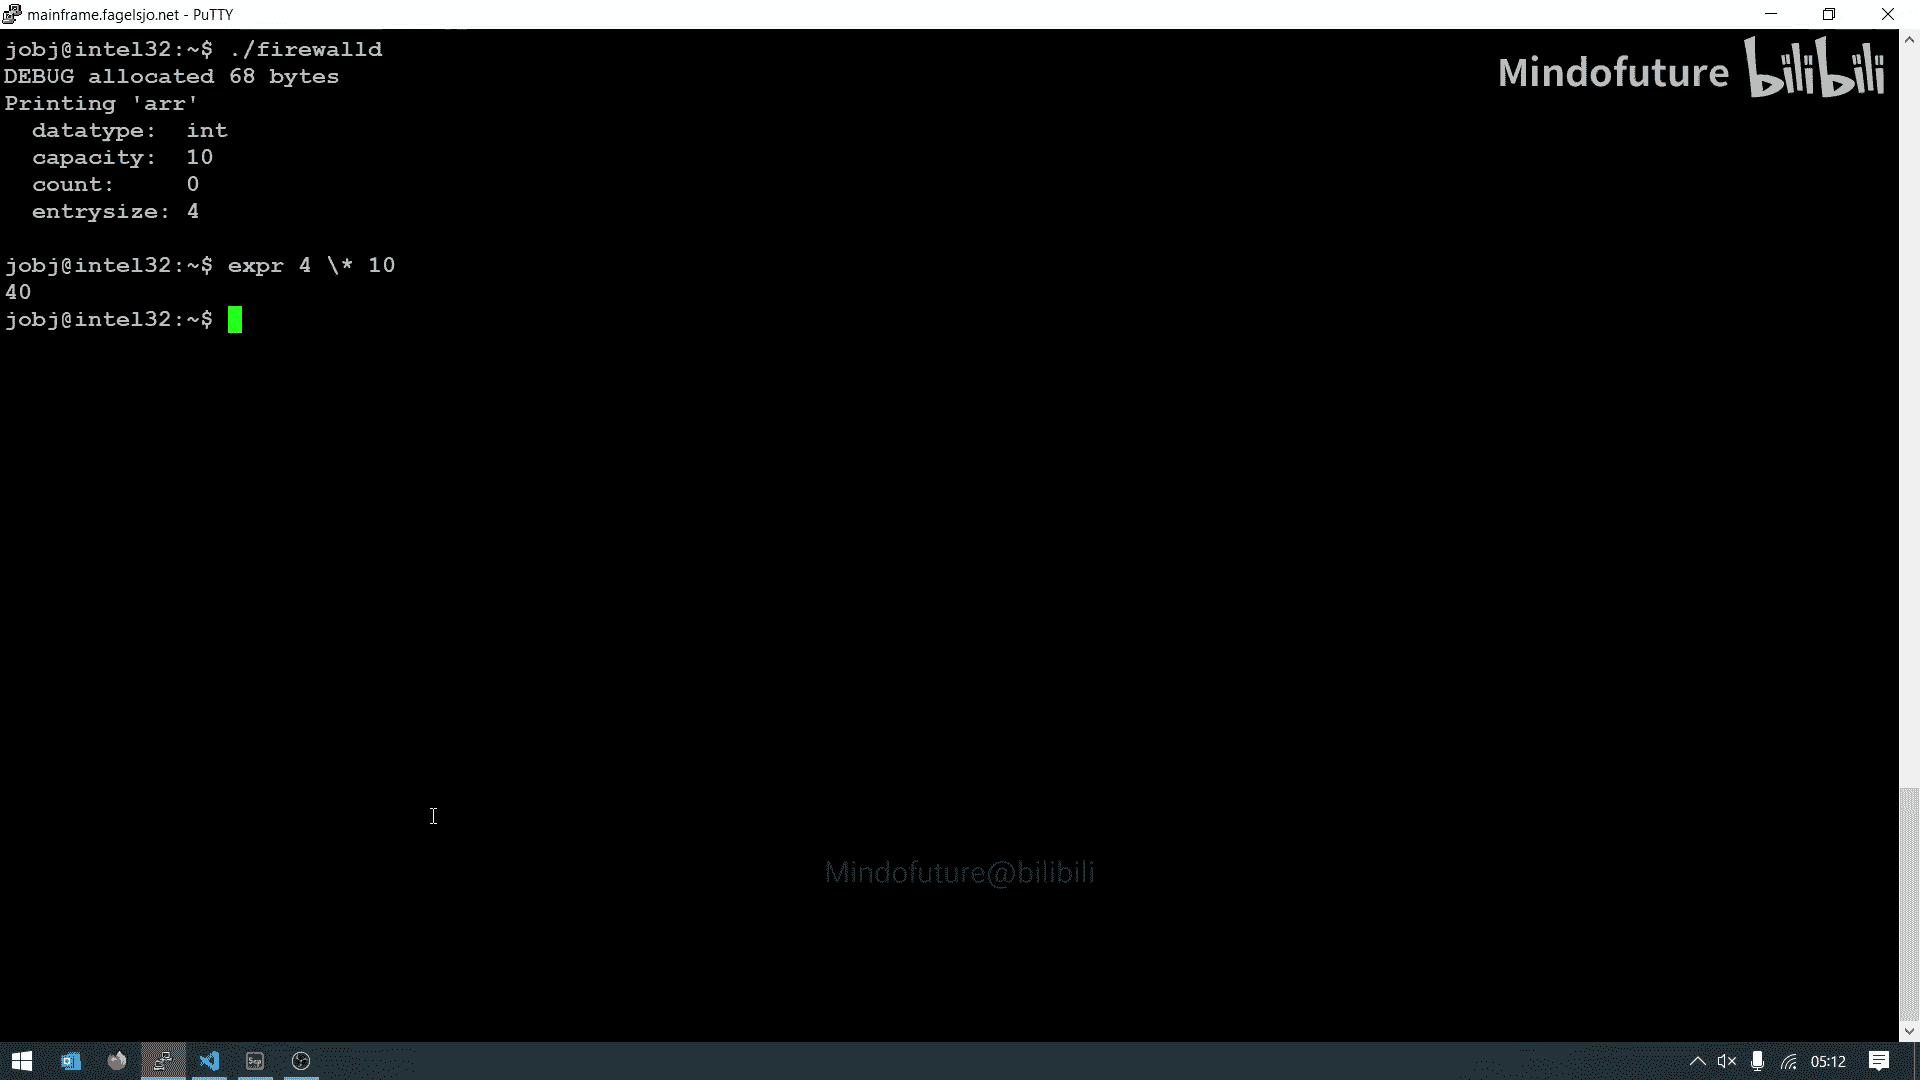 mainframe.fagelsjo.net - PuTTY
jobj@intel32:~$ ./firewalld
DEBUG allocated 68 bytes
Printing 'arr'
  datatype:  int
  capacity:  10
  count:     0
  entrysize: 4
jobj@intel32:~$ expr 4 \* 10
40
jobj@intel32:~$
Mindofuture bilibili
Mindofuture@bilibili
05:12